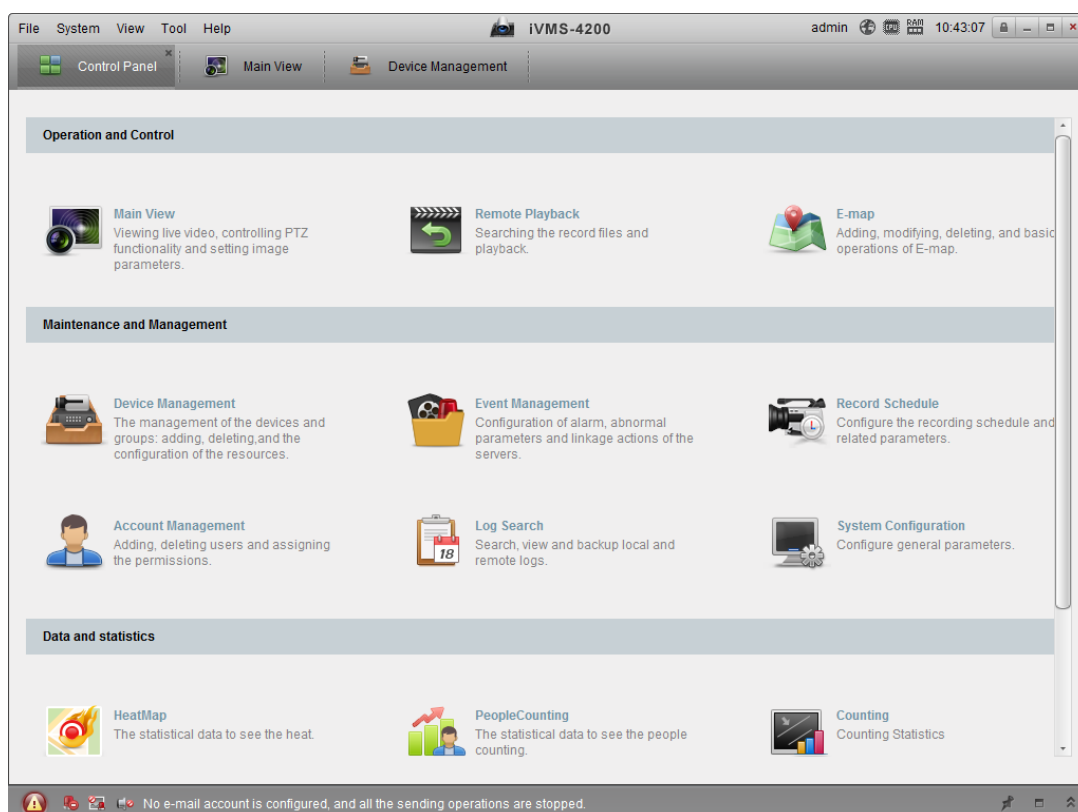 File System View Tool Help iVMS-4200 admin CPU RAM 10:43:07
Control Panel Main View Device Management
Operation and Control
Main View
Viewing live video, controlling PTZ
functionality and setting image
parameters.
Remote Playback
Searching the record files and
playback.
E-map
Adding, modifying, deleting, and basic
operations of E-map.
Maintenance and Management
Device Management
The management of the devices and
groups: adding, deleting,and the
configuration of the resources.
Event Management
Configuration of alarm, abnormal
parameters and linkage actions of the
servers.
Record Schedule
Configure the recording schedule and
related parameters.
Account Management
Adding, deleting users and assigning
the permissions.
Log Search
Search, view and backup local and
remote logs.
18
System Configuration
Configure general parameters.
Data and statistics
HeatMap
The statistical data to see the heat.
PeopleCounting
The statistical data to see the people
counting.
Counting
Counting Statistics
No e-mail account is configured, and all the sending operations are stopped.